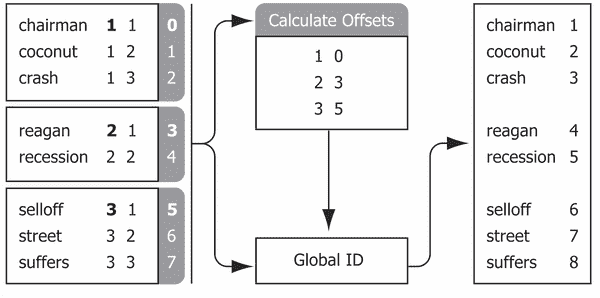 chairman 1 1 0
coconut 1 2 1
crash 1 3 2
reagan 2 1 3
recession 2 2 4
selloff 3 1 5
street 3 2 6
suffers 3 3 7
Calculate Offsets
1 0
2 3
3 5
Global ID
chairman 1
coconut 2
crash 3
reagan 4
recession 5
selloff 6
street 7
suffers 8